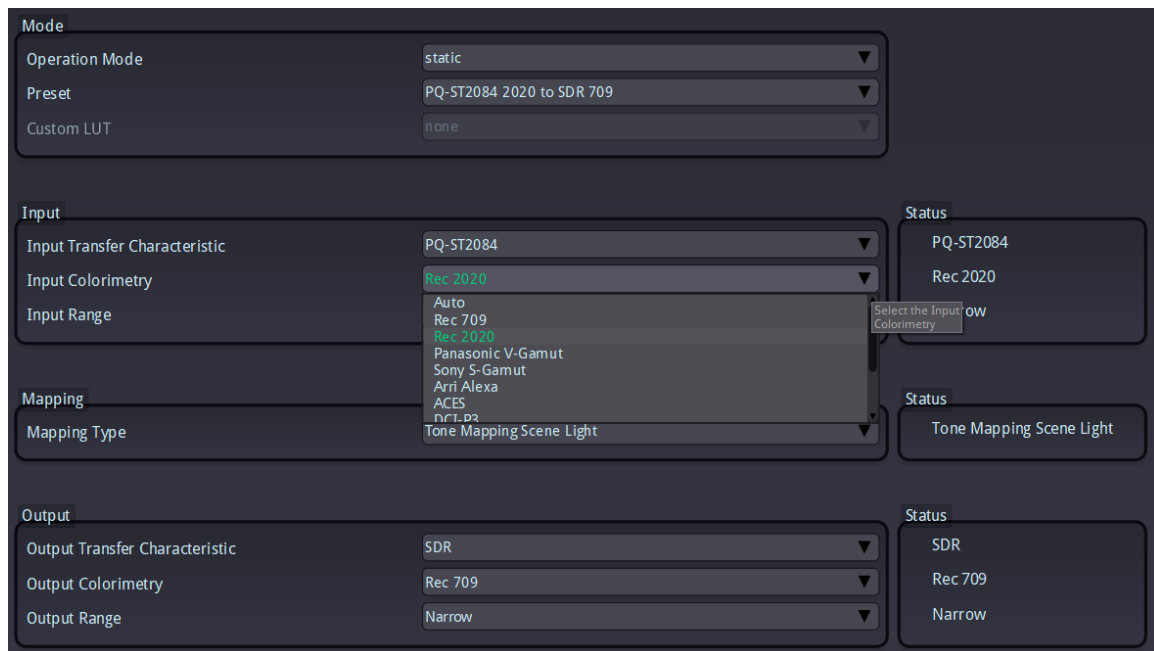 Mode
Operation Mode static
Preset PQ-ST2084 2020 to SDR 709
Custom LUT none
Input Status
Input Transfer Characteristic PQ-ST2084 PQ-ST2084
Input Colorimetry Rec 2020 Rec 2020
Input Range
Auto
Rec 709
Rec 2020
Panasonic V-Gamut
Sony S-Gamut
Arri Alexa
ACES
DCI-P3
Select the Input
Colorimetry
Mapping Status
Mapping Type Tone Mapping Scene Light Tone Mapping Scene Light
Output Status
Output Transfer Characteristic SDR SDR
Output Colorimetry Rec 709 Rec 709
Output Range Narrow Narrow